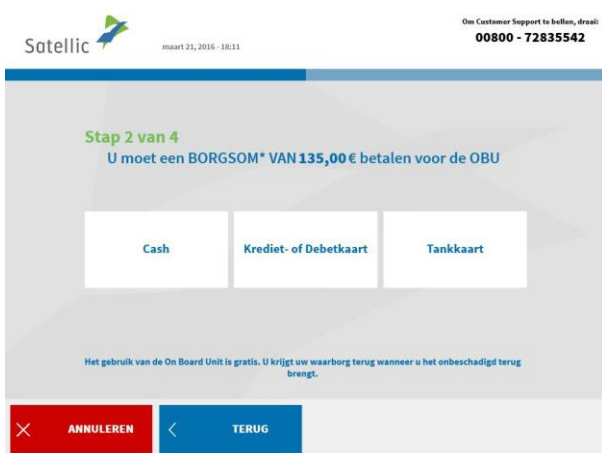 Om Customer Support te bellen, draai:
00800 - 72835542
Satellic
maart 21, 2016 - 18:11
Stap 2 van 4
U moet een BORGSOM* VAN 135,00 € betalen voor de OBU
Cash
Krediet- of Debetkaart
Tankkaart
Het gebruik van de On Board Unit is gratis. U krijgt uw waarborg terug wanneer u het onbeschadigd terug
brengt.
ANNULEREN
TERUG